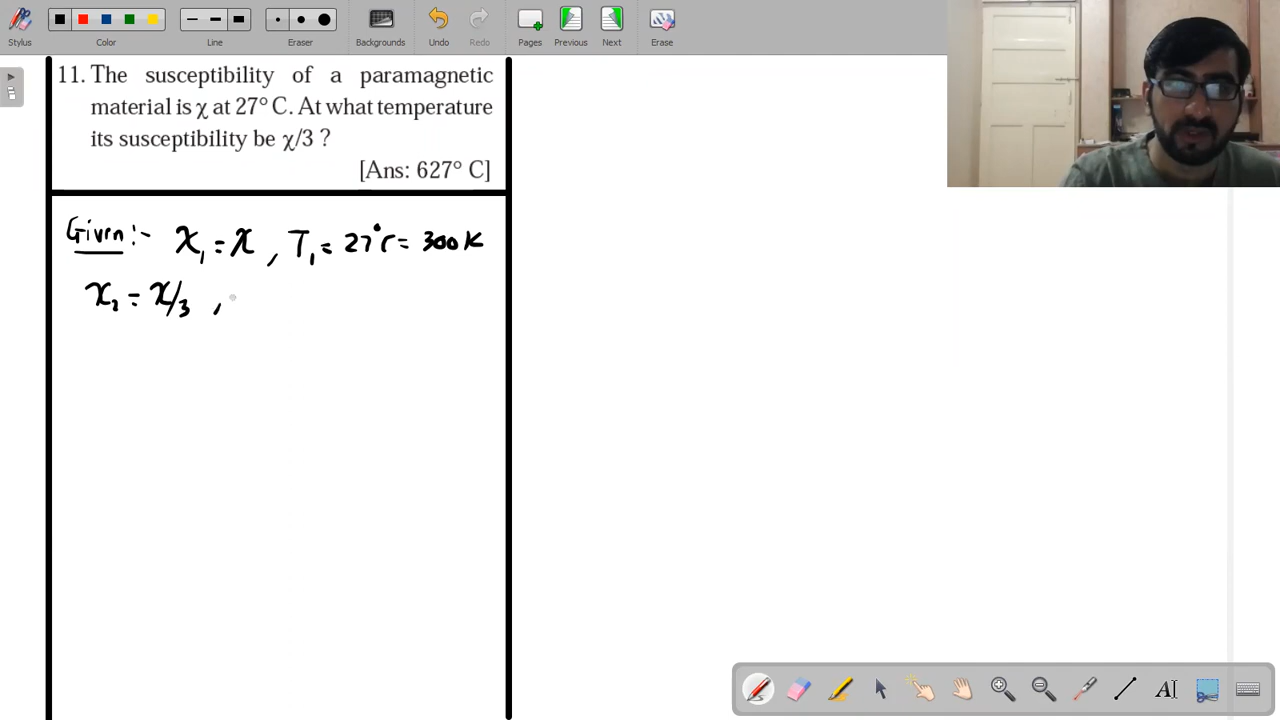 Stylus
Color
Line
Eraser
Backgrounds
Undo
Redo
Pages
Previous
Next
Erase
11. The susceptibility of a paramagnetic
material is χ at 27° C. At what temperature
its susceptibility be χ/3 ?
[Ans: 627° C]
Given :- χ₁ = χ , T₁ = 27°C = 300K
χ₂ = χ/3 ,